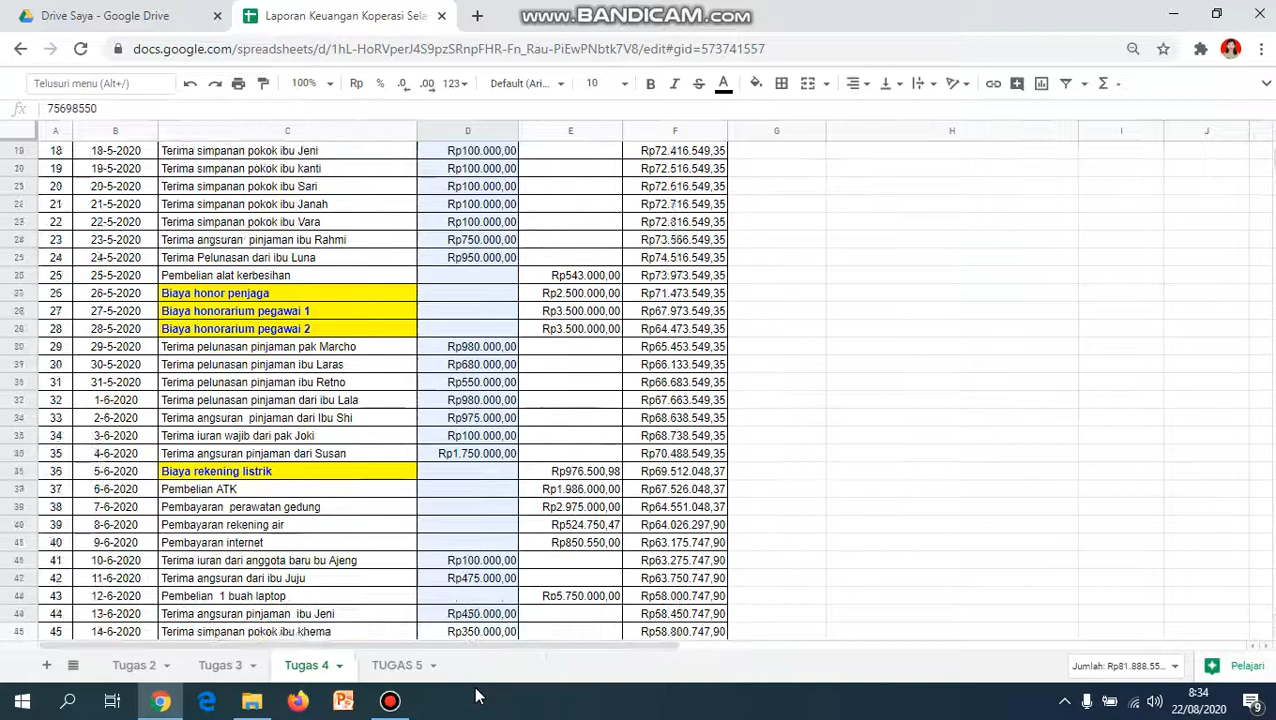 Drive Saya - Google Drive
Laporan Keuangan Koperasi Sela
www.BANDICAM.com
docs.google.com/spreadsheets/d/1hL-HoRVperJ4S9pzSRnpFHR-Fn_Rau-PiEwPNbtk7V8/edit#gid=573741557
Telusuri menu (Alt+/) 100% Rp % .0 .00 123 Default (Ari... 10 B I S A
fx 75698550
A B C D E F G H I J
18 18-5-2020 Terima simpanan pokok ibu Jeni Rp100.000,00 Rp72.416.549,35
19 19-5-2020 Terima simpanan pokok ibu kanti Rp100.000,00 Rp72.516.549,35
20 20-5-2020 Terima simpanan pokok ibu Sari Rp100.000,00 Rp72.616.549,35
21 21-5-2020 Terima simpanan pokok ibu Janah Rp100.000,00 Rp72.716.549,35
22 22-5-2020 Terima simpanan pokok ibu Vara Rp100.000,00 Rp72.816.549,35
23 23-5-2020 Terima angsuran pinjaman ibu Rahmi Rp750.000,00 Rp73.566.549,35
24 24-5-2020 Terima Pelunasan dari ibu Luna Rp950.000,00 Rp74.516.549,35
25 25-5-2020 Pembelian alat kerbesihan Rp543.000,00 Rp73.973.549,35
26 26-5-2020 Biaya honor penjaga Rp2.500.000,00 Rp71.473.549,35
27 27-5-2020 Biaya honorarium pegawai 1 Rp3.500.000,00 Rp67.973.549,35
28 28-5-2020 Biaya honorarium pegawai 2 Rp3.500.000,00 Rp64.473.549,35
29 29-5-2020 Terima pelunasan pinjaman pak Marcho Rp980.000,00 Rp65.453.549,35
30 30-5-2020 Terima pelunasan pinjaman ibu Laras Rp680.000,00 Rp66.133.549,35
31 31-5-2020 Terima pelunasan pinjaman ibu Retno Rp550.000,00 Rp66.683.549,35
32 1-6-2020 Terima pelunasan pinjaman dari ibu Lala Rp980.000,00 Rp67.663.549,35
33 2-6-2020 Terima angsuran pinjaman dari Ibu Shi Rp975.000,00 Rp68.638.549,35
34 3-6-2020 Terima iuran wajib dari pak Joki Rp100.000,00 Rp68.738.549,35
35 4-6-2020 Terima angsuran pinjaman dari Susan Rp1.750.000,00 Rp70.488.549,35
36 5-6-2020 Biaya rekening listrik Rp976.500,98 Rp69.512.048,37
37 6-6-2020 Pembelian ATK Rp1.986.000,00 Rp67.526.048,37
38 7-6-2020 Pembayaran perawatan gedung Rp2.975.000,00 Rp64.551.048,37
39 8-6-2020 Pembayaran rekening air Rp524.750,47 Rp64.026.297,90
40 9-6-2020 Pembayaran internet Rp850.550,00 Rp63.175.747,90
41 10-6-2020 Terima iuran dari anggota baru bu Ajeng Rp100.000,00 Rp63.275.747,90
42 11-6-2020 Terima angsuran dari ibu Juju Rp475.000,00 Rp63.750.747,90
43 12-6-2020 Pembelian 1 buah laptop Rp5.750.000,00 Rp58.000.747,90
44 13-6-2020 Terima angsuran pinjaman ibu Jeni Rp450.000,00 Rp58.450.747,90
45 14-6-2020 Terima simpanan pokok ibu khema Rp350.000,00 Rp58.800.747,90
Tugas 2 Tugas 3 Tugas 4 TUGAS 5 Jumlah: Rp81.888.55... Pelajari
8:34
22/08/2020
9